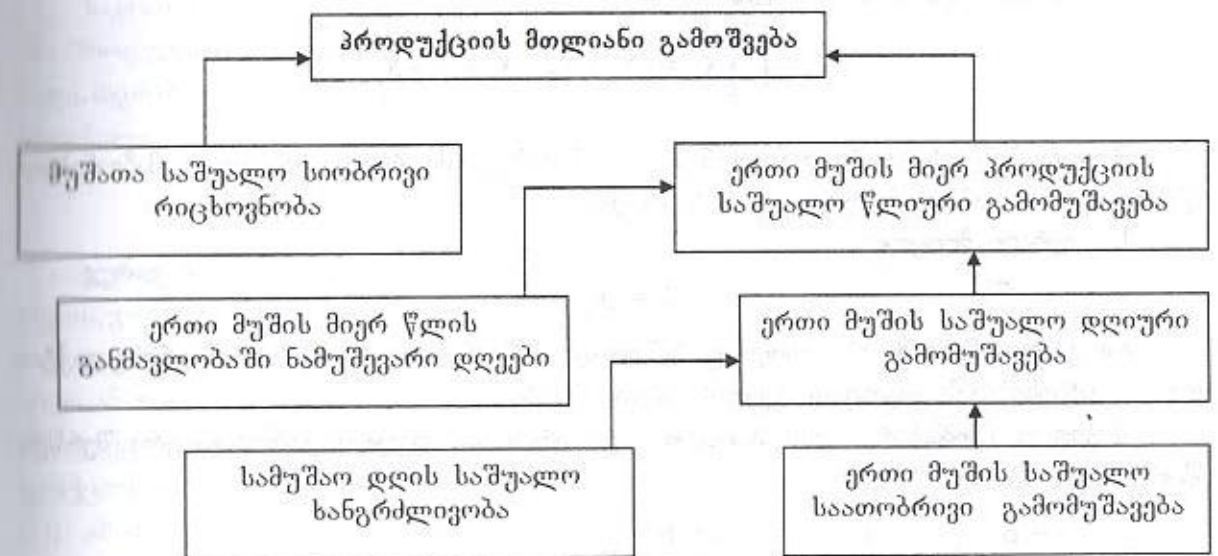 პროდუქციის მთლიანი გამოშვება
მუშათა საშუალო სიობრივი
რიცხოვნობა
ერთი მუშის მიერ პროდუქციის
საშუალო წლიური გამომუშავება
ერთი მუშის მიერ წლის
განმავლობაში ნამუშევარი დღეები
ერთი მუშის საშუალო დღიური
გამომუშავება
სამუშაო დღის საშუალო
ხანგრძლივობა
ერთი მუშის საშუალო
საათობრივი გამომუშავება